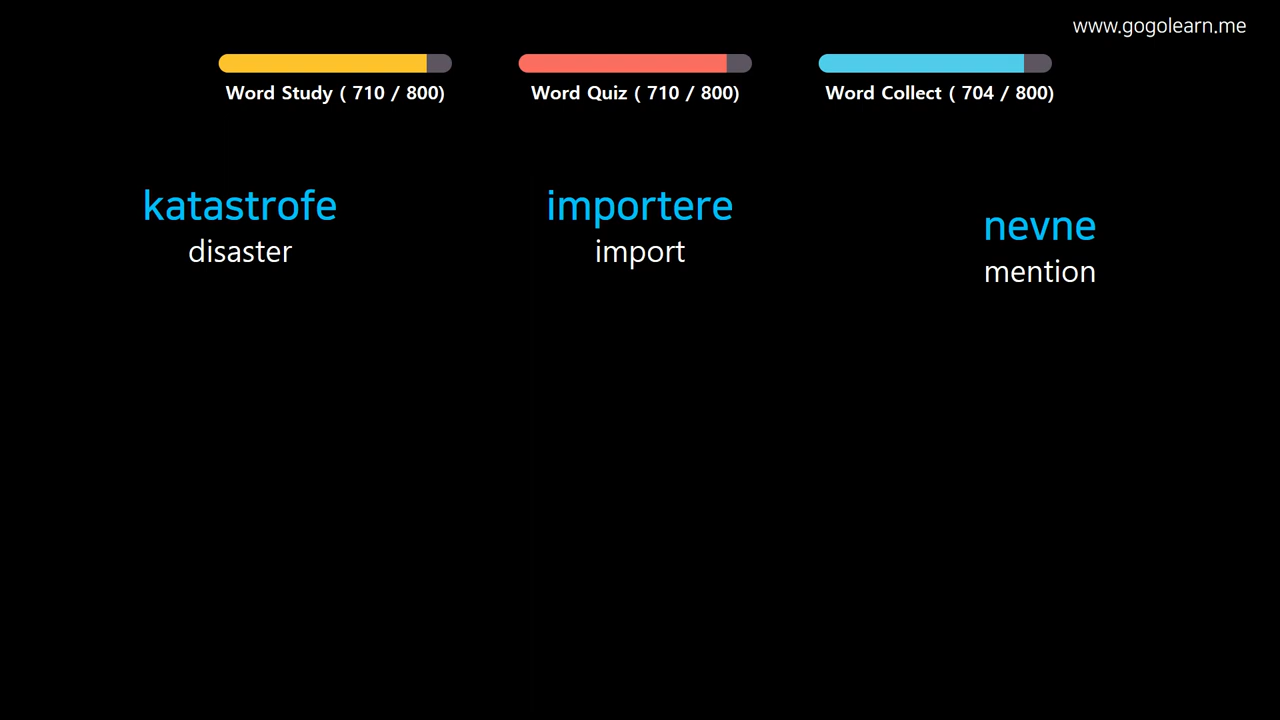 www.gogolearn.me
Word Study ( 710 / 800)
Word Quiz ( 710 / 800)
Word Collect ( 704 / 800)
katastrofe
disaster
importere
import
nevne
mention